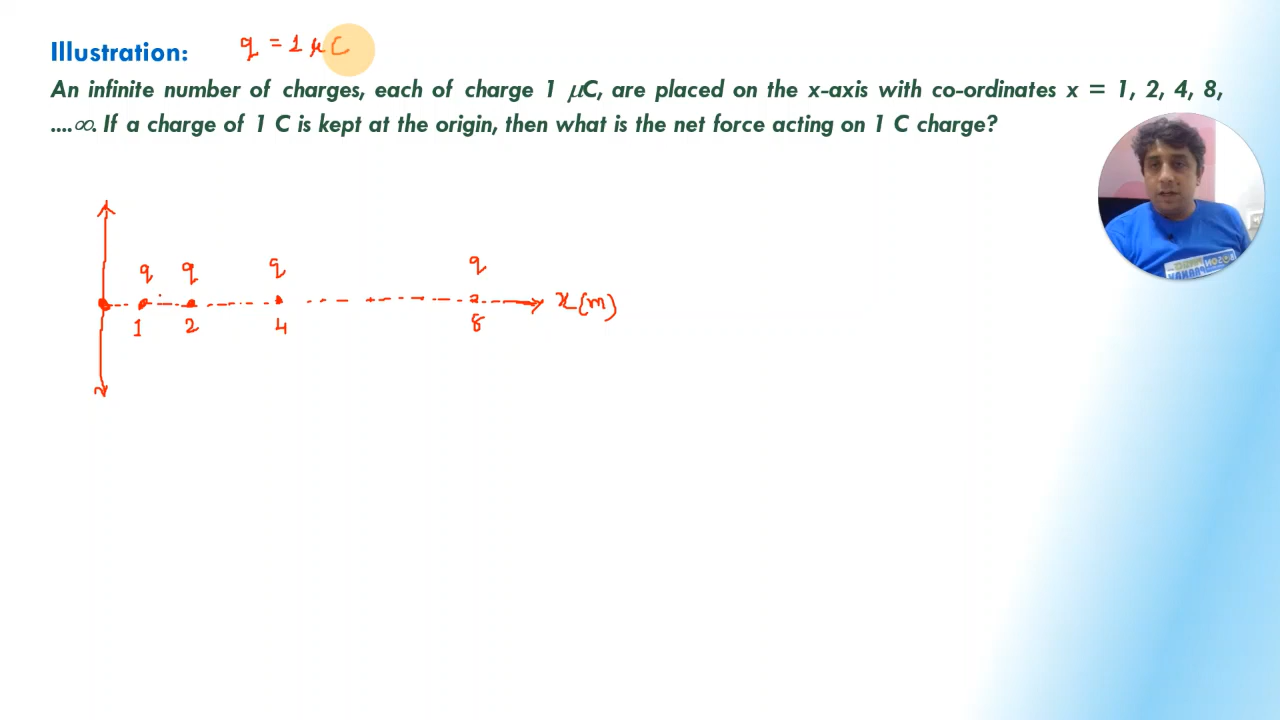 Illustration: q = 1 μC
An infinite number of charges, each of charge 1 μC, are placed on the x-axis with co-ordinates x = 1, 2, 4, 8,
....∞. If a charge of 1 C is kept at the origin, then what is the net force acting on 1 C charge?
q q q q
x(m)
1 2 4 8